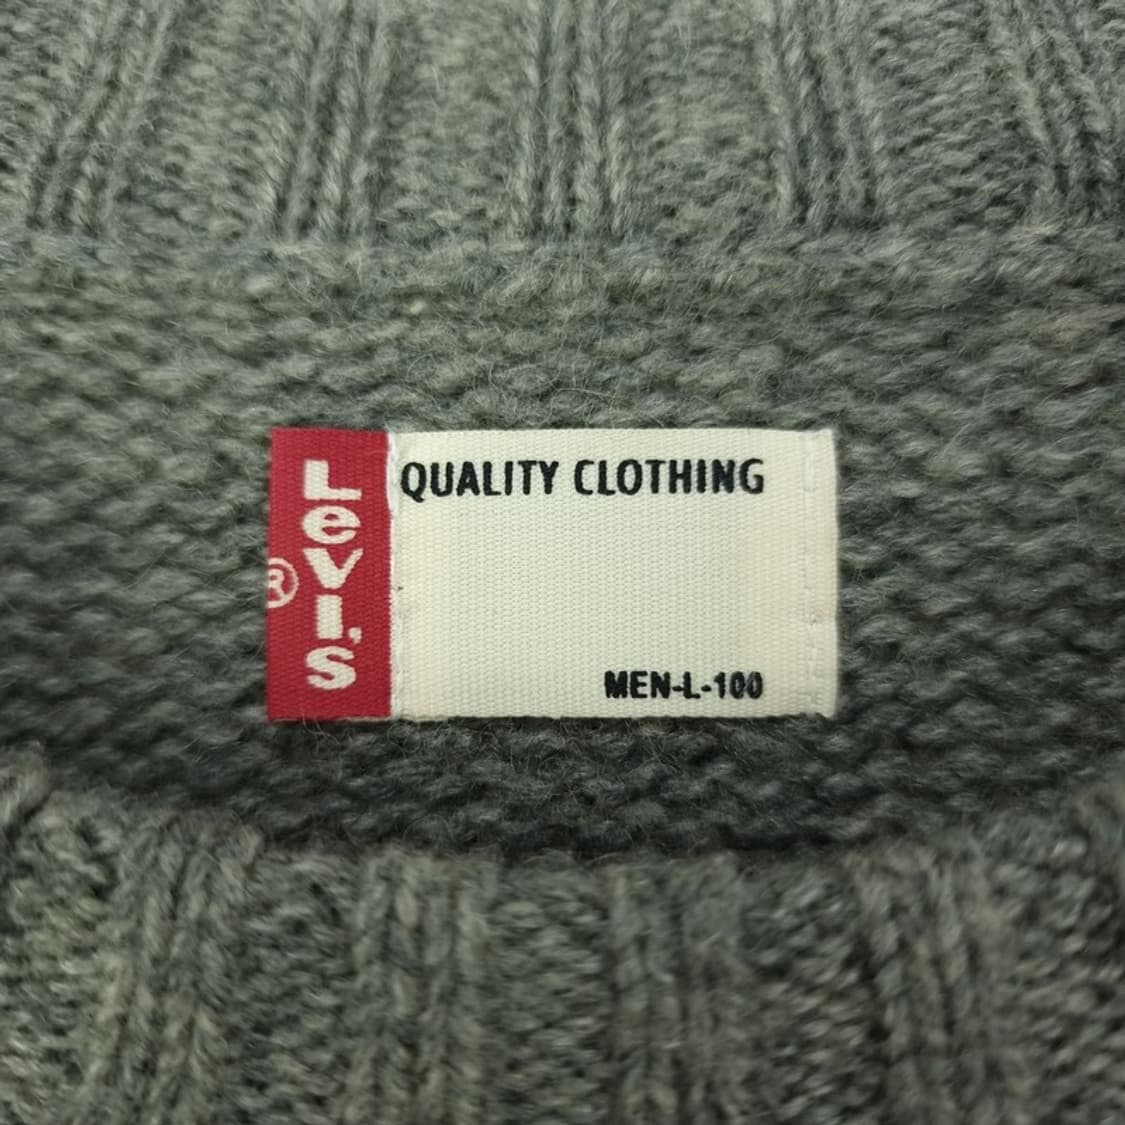 Levi's
®
QUALITY CLOTHING
MEN-L-100